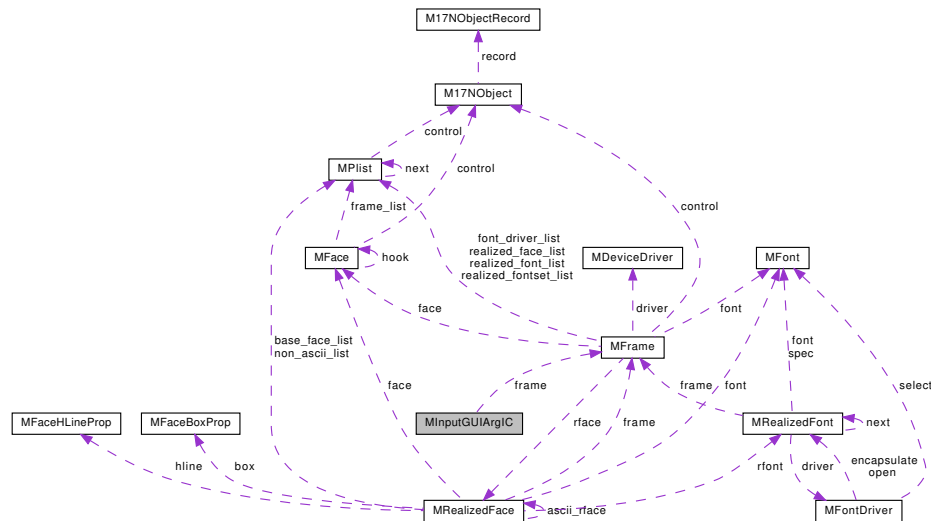 M17NObjectRecord
record
M17NObject
control
MPlist
next
control
frame_list
control
font_driver_list
realized_face_list
realized_font_list
realized_fontset_list
MFace
hook
MDeviceDriver
MFont
face
driver
font
base_face_list
non_ascii_list
MFrame
font
spec
face
frame
rface
frame
font
frame
select
MFaceHLineProp
MFaceBoxProp
MInputGUIArgIC
MRealizedFont
next
hline
box
rfont
driver
encapsulate
open
MRealizedFace
ascii_rface
MFontDriver